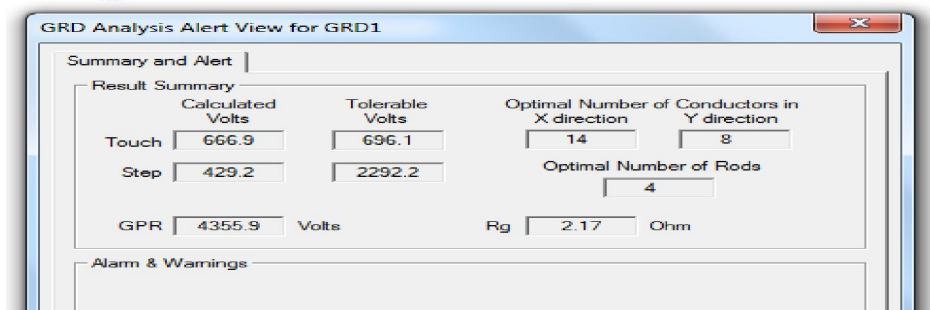 GRD Analysis Alert View for GRD1
Summary and Alert
Result Summary
Calculated Volts Tolerable Volts Optimal Number of Conductors in
X direction Y direction
Touch 666.9 696.1 14 8
Step 429.2 2292.2 Optimal Number of Rods
4
GPR 4355.9 Volts Rg 2.17 Ohm
Alarm & Warnings